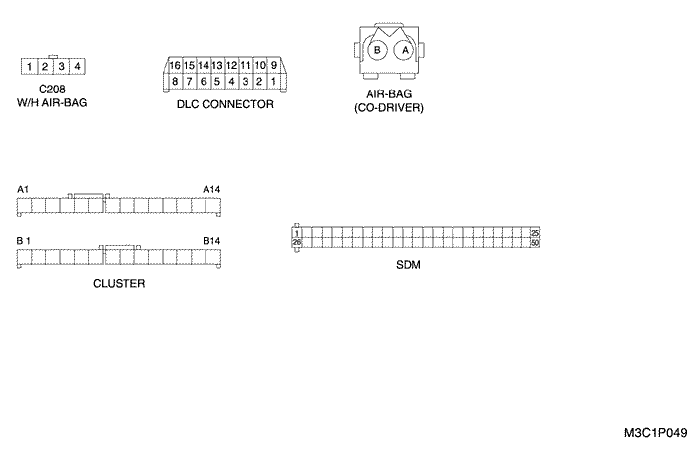 B A
1 2 3 4
16 15 14 13 12 11 10 9
8 7 6 5 4 3 2 1
C208
W/H AIR-BAG
DLC CONNECTOR
AIR-BAG
(CO-DRIVER)
A1 A14
B 1 B14
CLUSTER
1
26 50
SDM
M3C1P049